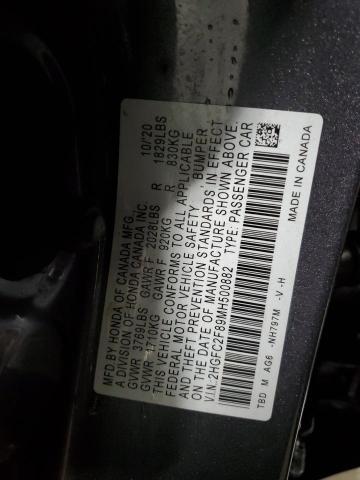 MFD BY HONDA OF CANADA MFG., 10/20
A DIVISION OF HONDA CANADA INC.
GVWR 3789LBS GAWR F 2028LBS R 1829LBS
GVWR 1710KG GAWR F 920KG R 830KG
THIS VEHICLE CONFORMS TO ALL APPLICABLE
FEDERAL MOTOR VEHICLE SAFETY, BUMPER,
AND THEFT PREVENTION STANDARDS IN EFFECT
ON THE DATE OF MANUFACTURE SHOWN ABOVE.
V.I.N.:2HGFC2F89MH500882 TYPE:PASSENGER CAR
TBD M AG6 -NH797M -V -H MADE IN CANADA